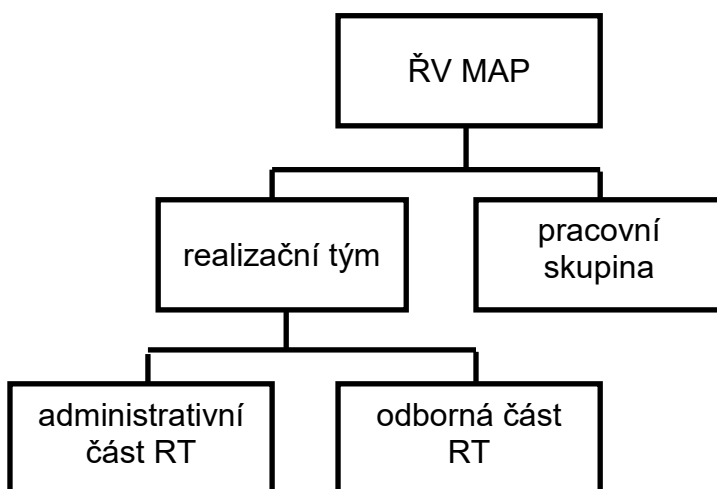 ŘV MAP
realizační tým
pracovní
skupina
administrativní
část RT
odborná část
RT